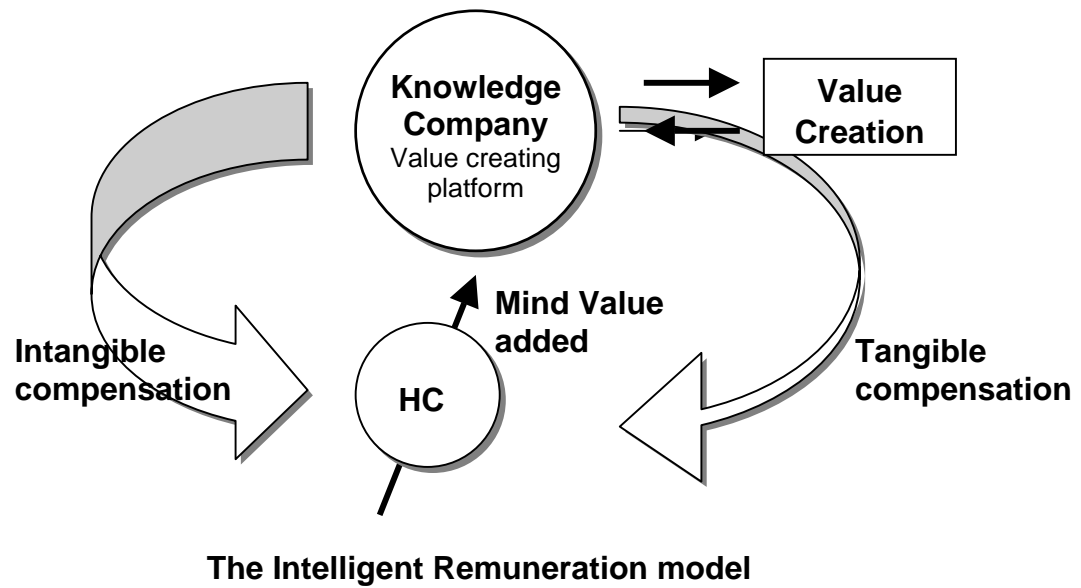 Knowledge
Company
Value creating
platform
Value
Creation
Mind Value
added
Intangible
compensation
HC
Tangible
compensation
The Intelligent Remuneration model